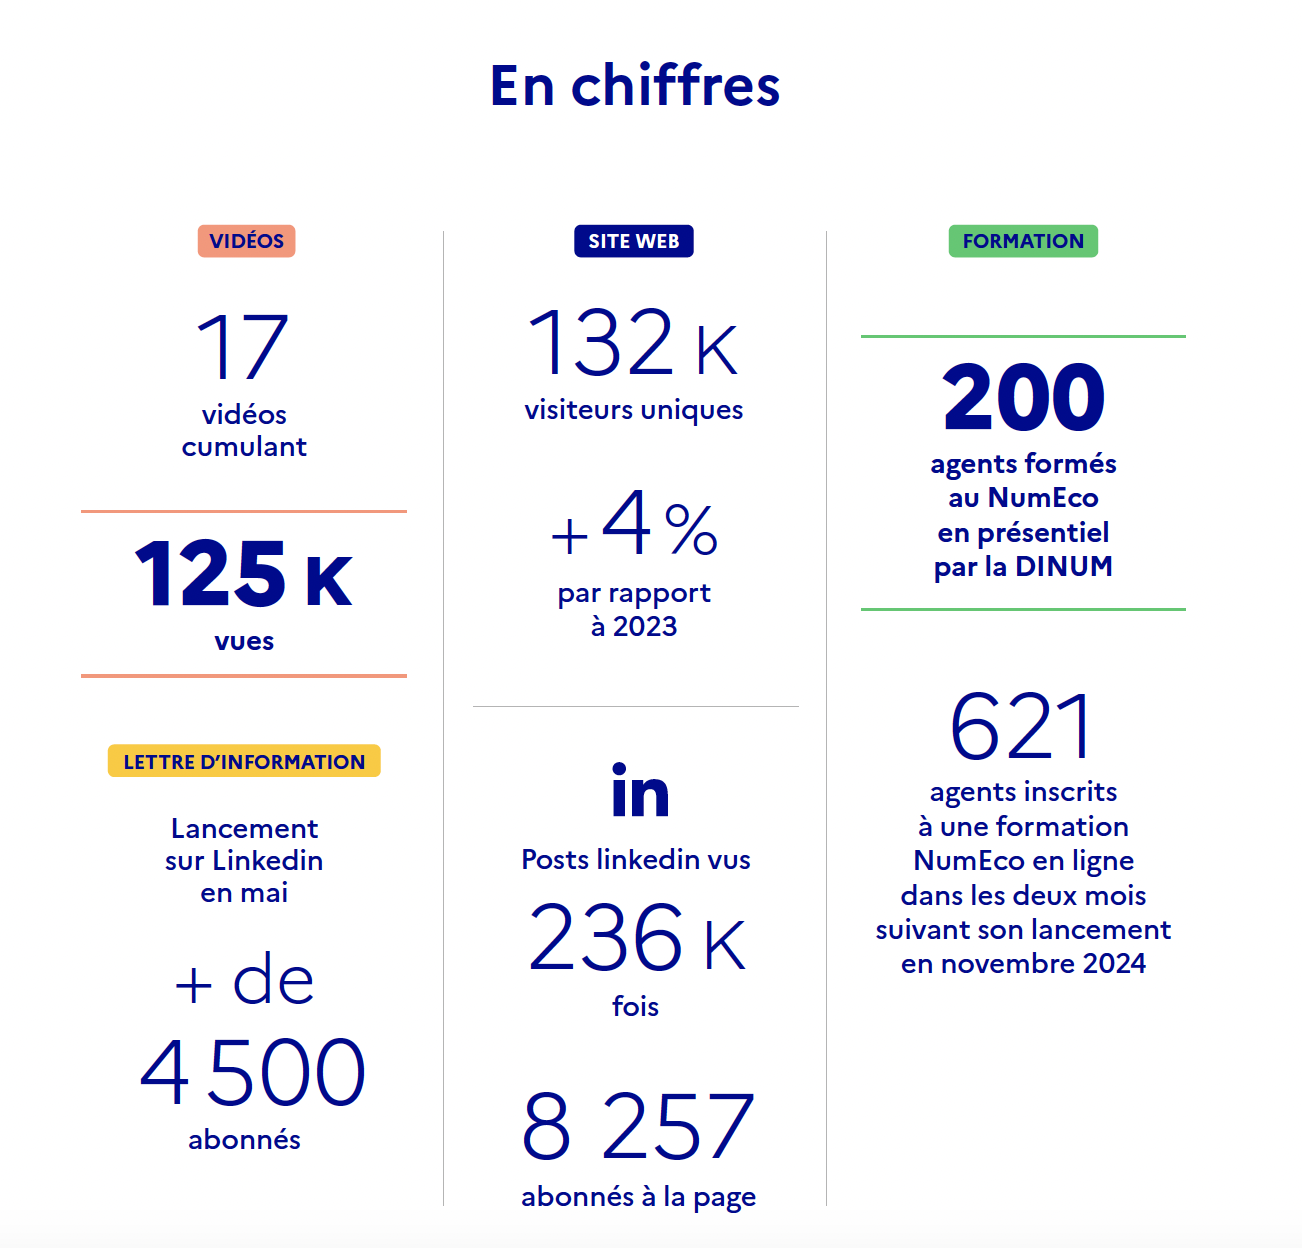 En chiffres
VIDÉOS
17
vidéos
cumulant
125 K
vues
LETTRE D’INFORMATION
Lancement
sur Linkedin
en mai
+ de
4 500
abonnés
SITE WEB
132 K
visiteurs uniques
+ 4 %
par rapport
à 2023
in
Posts linkedin vus
236 K
fois
8 257
abonnés à la page
FORMATION
200
agents formés
au NumEco
en présentiel
par la DINUM
621
agents inscrits
à une formation
NumEco en ligne
dans les deux mois
suivant son lancement
en novembre 2024